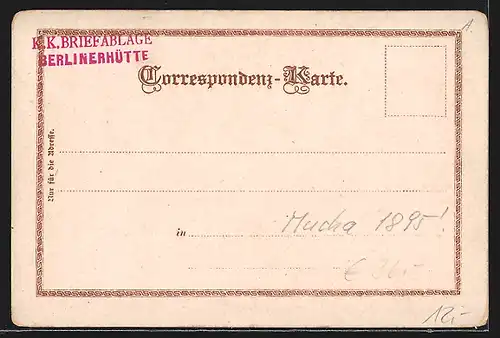 K.K.BRIEFABLAGE
BERLINERHÜTTE
A.
Correspondenz-Karte.
Nur für die Adresse.
in
Mucha 1895!
€ 36.-
12,-